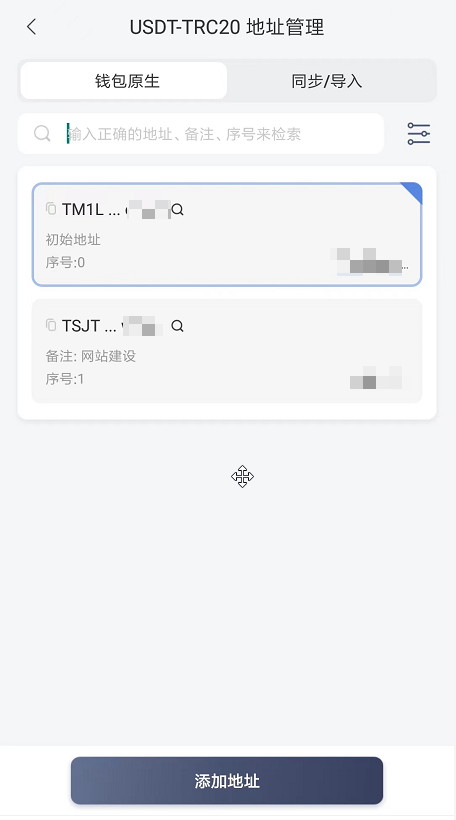 USDT-TRC20 地址管理
钱包原生
同步/导入
输入正确的地址、备注、序号来检索
TM1L ...
初始地址
序号:0
TSJT ...
备注: 网站建设
序号:1
添加地址